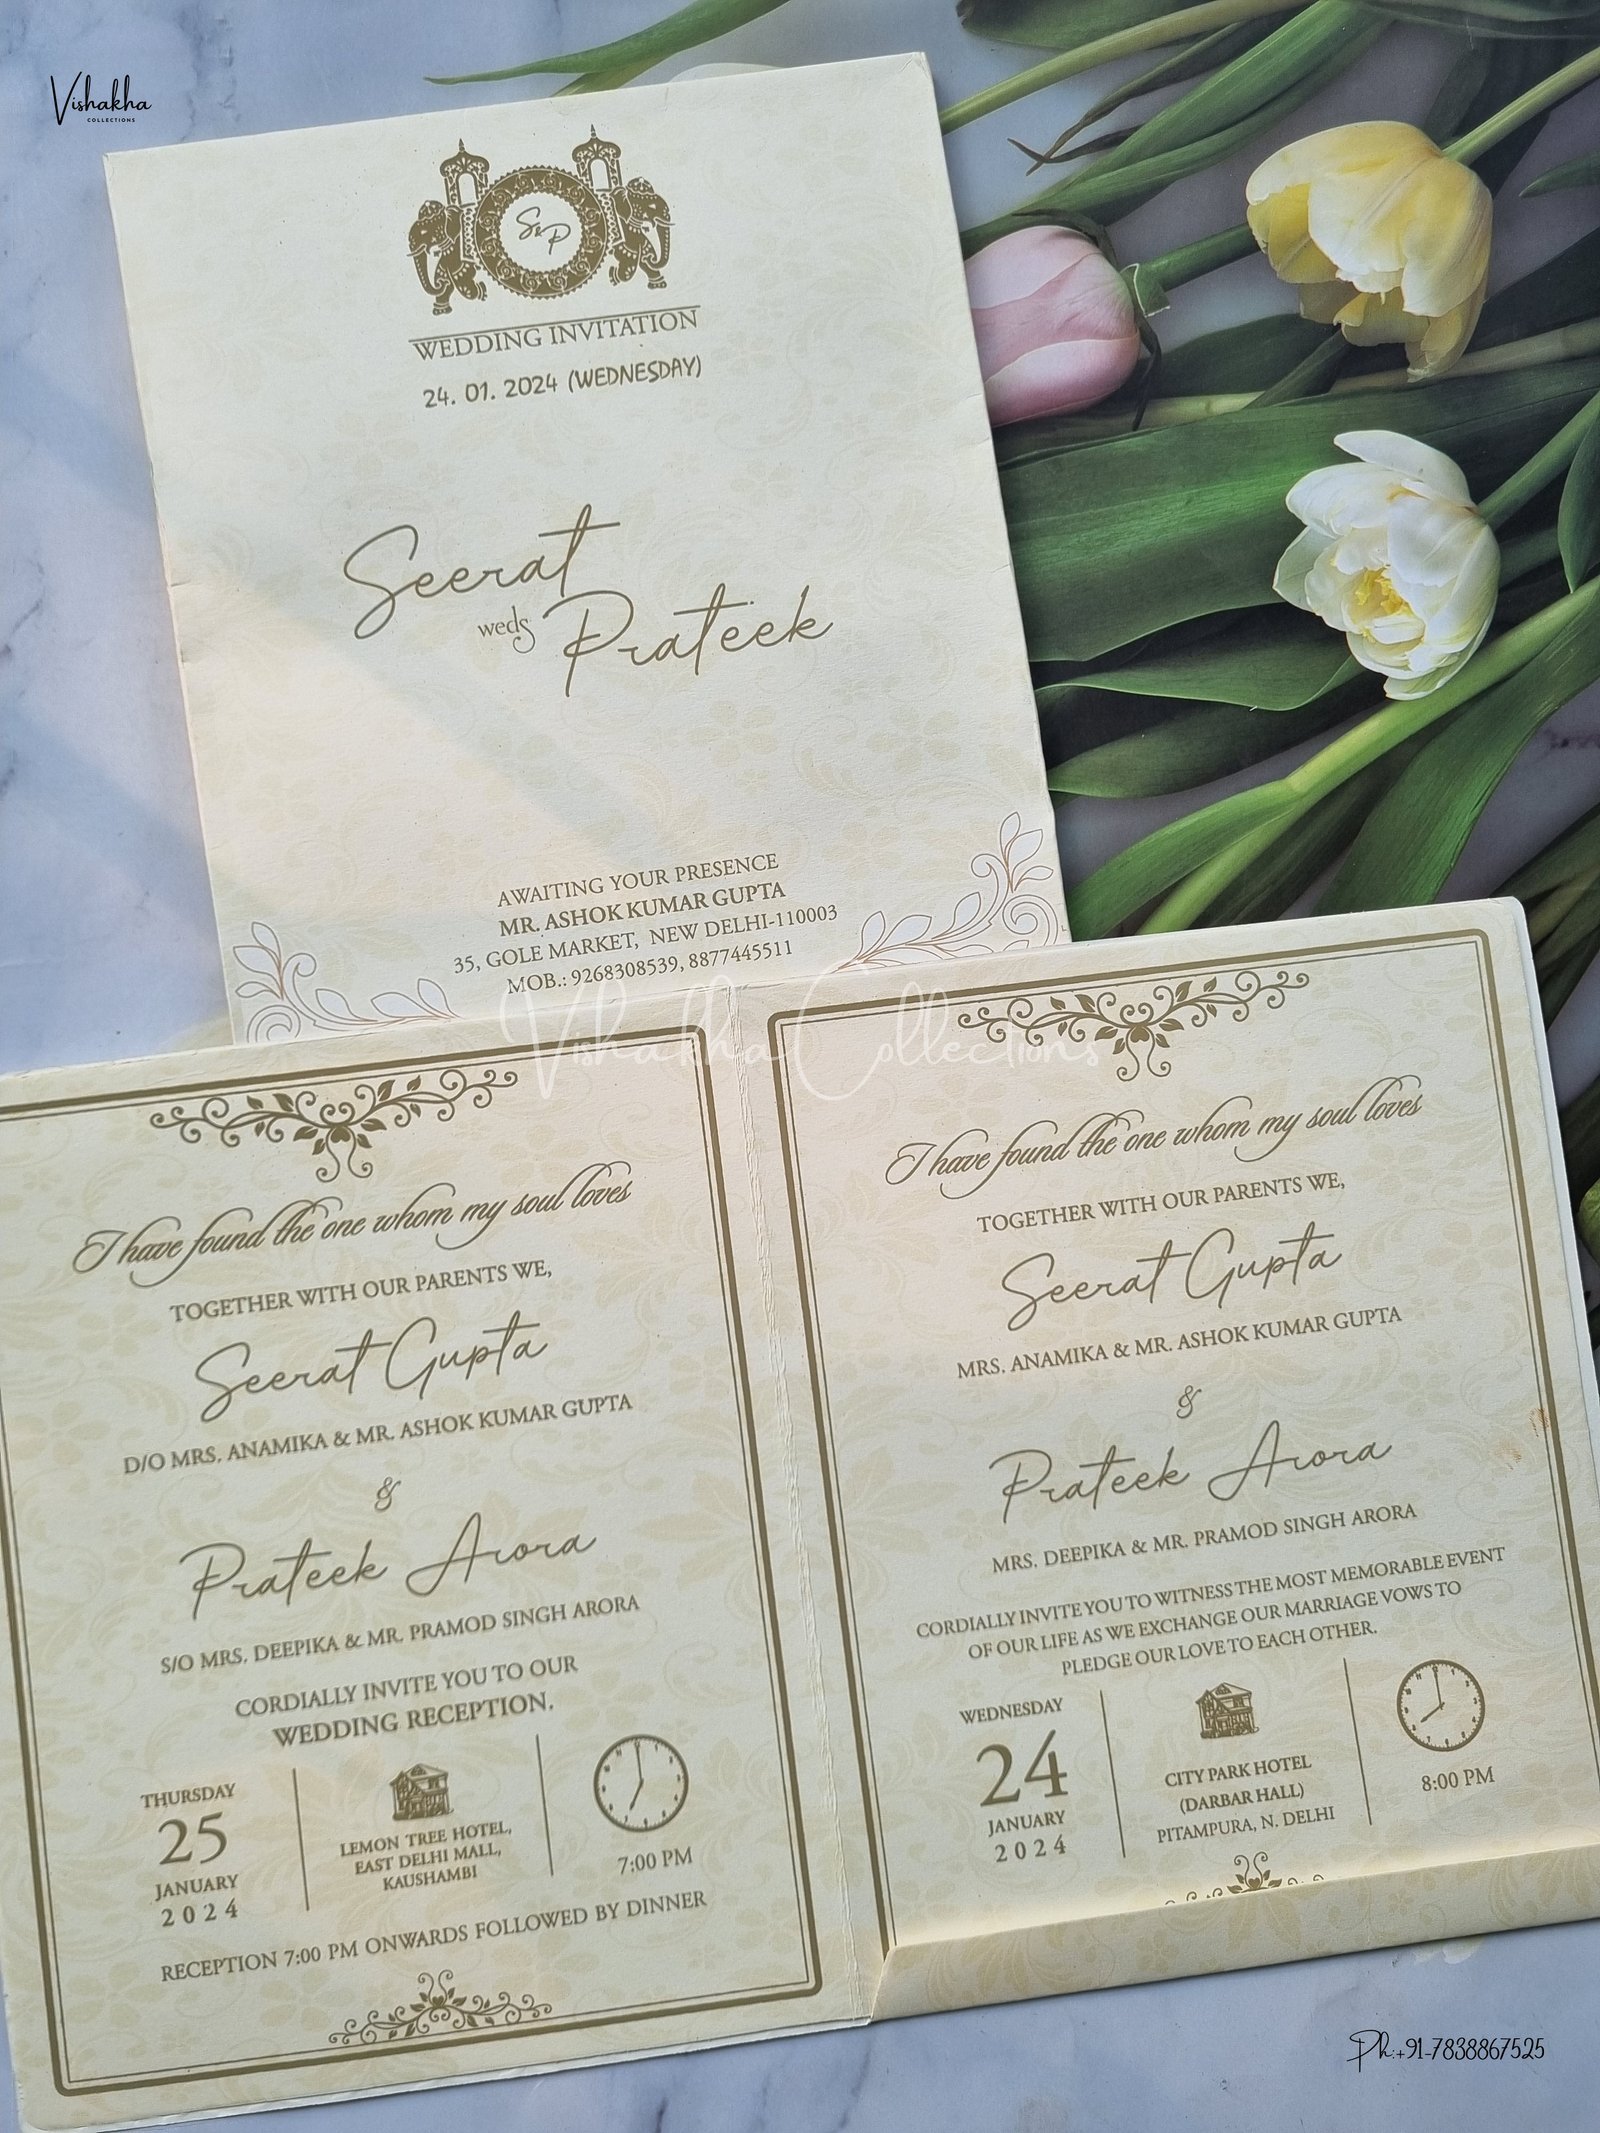 Vishakha
COLLECTIONS
S & P
WEDDING INVITATION
24. 01. 2024 (WEDNESDAY)
Seerat
weds
Prateek
AWAITING YOUR PRESENCE
MR. ASHOK KUMAR GUPTA
35, GOLE MARKET, NEW DELHI-110003
MOB.: 9268308539, 8877445511
Vishakha Collections
I have found the one whom my soul loves
TOGETHER WITH OUR PARENTS WE,
Seerat Gupta
D/O MRS. ANAMIKA & MR. ASHOK KUMAR GUPTA
&
Prateek Arora
S/O MRS. DEEPIKA & MR. PRAMOD SINGH ARORA
CORDIALLY INVITE YOU TO OUR
WEDDING RECEPTION.
THURSDAY
25
JANUARY
2024
LEMON TREE HOTEL,
EAST DELHI MALL,
KAUSHAMBI
7:00 PM
RECEPTION 7:00 PM ONWARDS FOLLOWED BY DINNER
I have found the one whom my soul loves
TOGETHER WITH OUR PARENTS WE,
Seerat Gupta
MRS. ANAMIKA & MR. ASHOK KUMAR GUPTA
&
Prateek Arora
MRS. DEEPIKA & MR. PRAMOD SINGH ARORA
CORDIALLY INVITE YOU TO WITNESS THE MOST MEMORABLE EVENT
OF OUR LIFE AS WE EXCHANGE OUR MARRIAGE VOWS TO
PLEDGE OUR LOVE TO EACH OTHER.
WEDNESDAY
24
JANUARY
2024
CITY PARK HOTEL
(DARBAR HALL)
PITAMPURA, N. DELHI
8:00 PM
Ph:+91-7838867525